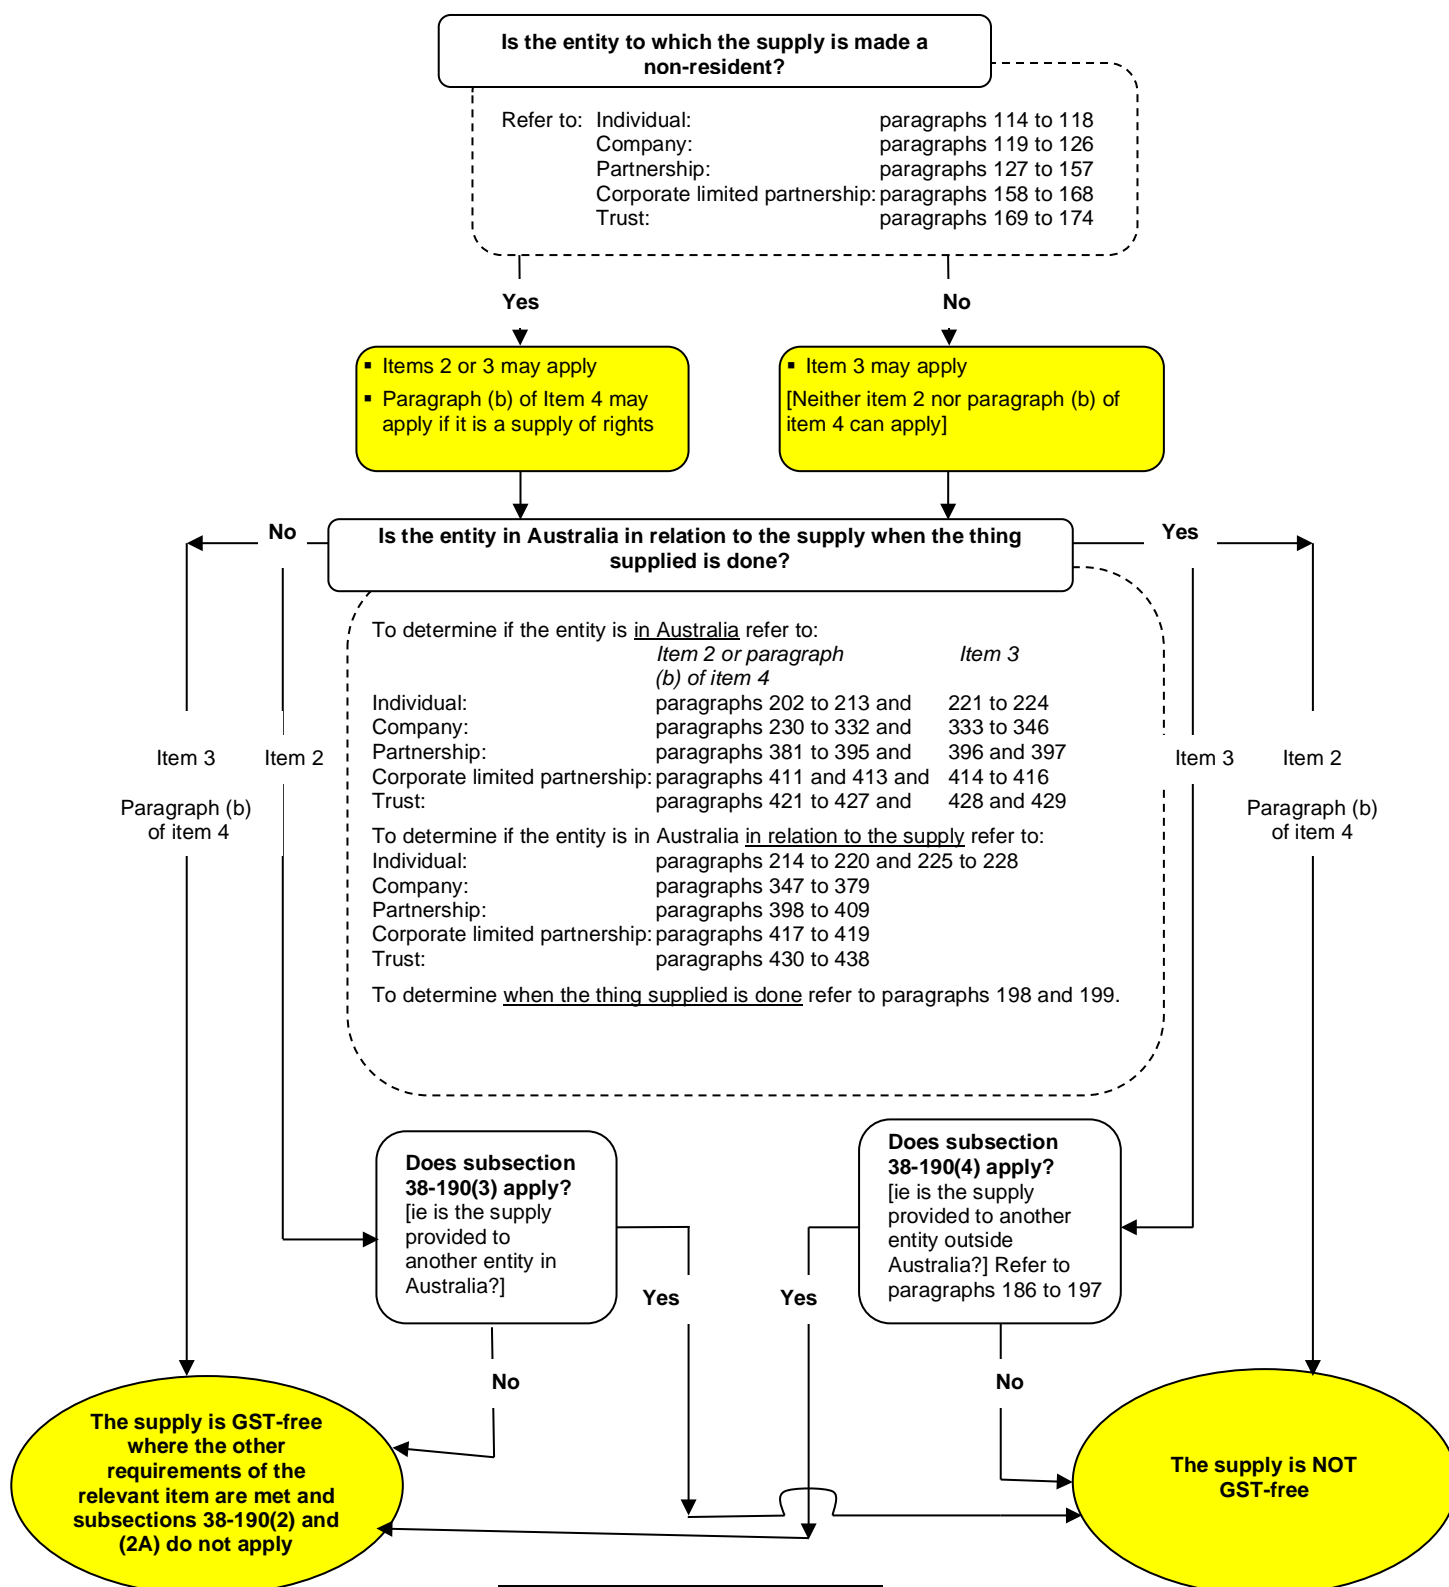 Is the entity to which the supply is made a
non-resident?
Refer to: Individual: paragraphs 114 to 118
Company: paragraphs 119 to 126
Partnership: paragraphs 127 to 157
Corporate limited partnership: paragraphs 158 to 168
Trust: paragraphs 169 to 174
Yes
No
▪ Items 2 or 3 may apply
▪ Paragraph (b) of Item 4 may
apply if it is a supply of rights
▪ Item 3 may apply
[Neither item 2 nor paragraph (b) of
item 4 can apply]
No
Is the entity in Australia in relation to the supply when the thing
supplied is done?
Yes
To determine if the entity is in Australia refer to:
Item 2 or paragraph Item 3
(b) of item 4
Individual: paragraphs 202 to 213 and 221 to 224
Company: paragraphs 230 to 332 and 333 to 346
Partnership: paragraphs 381 to 395 and 396 and 397
Corporate limited partnership: paragraphs 411 and 413 and 414 to 416
Trust: paragraphs 421 to 427 and 428 and 429
To determine if the entity is in Australia in relation to the supply refer to:
Individual: paragraphs 214 to 220 and 225 to 228
Company: paragraphs 347 to 379
Partnership: paragraphs 398 to 409
Corporate limited partnership: paragraphs 417 to 419
Trust: paragraphs 430 to 438
To determine when the thing supplied is done refer to paragraphs 198 and 199.
Item 3
Paragraph (b)
of item 4
Item 2
Item 3
Item 2
Paragraph (b)
of item 4
Does subsection
38-190(3) apply?
[ie is the supply
provided to
another entity in
Australia?]
Does subsection
38-190(4) apply?
[ie is the supply
provided to another
entity outside
Australia?] Refer to
paragraphs 186 to 197
Yes
Yes
No
No
The supply is GST-free
where the other
requirements of the
relevant item are met and
subsections 38-190(2) and
(2A) do not apply
The supply is NOT
GST-free